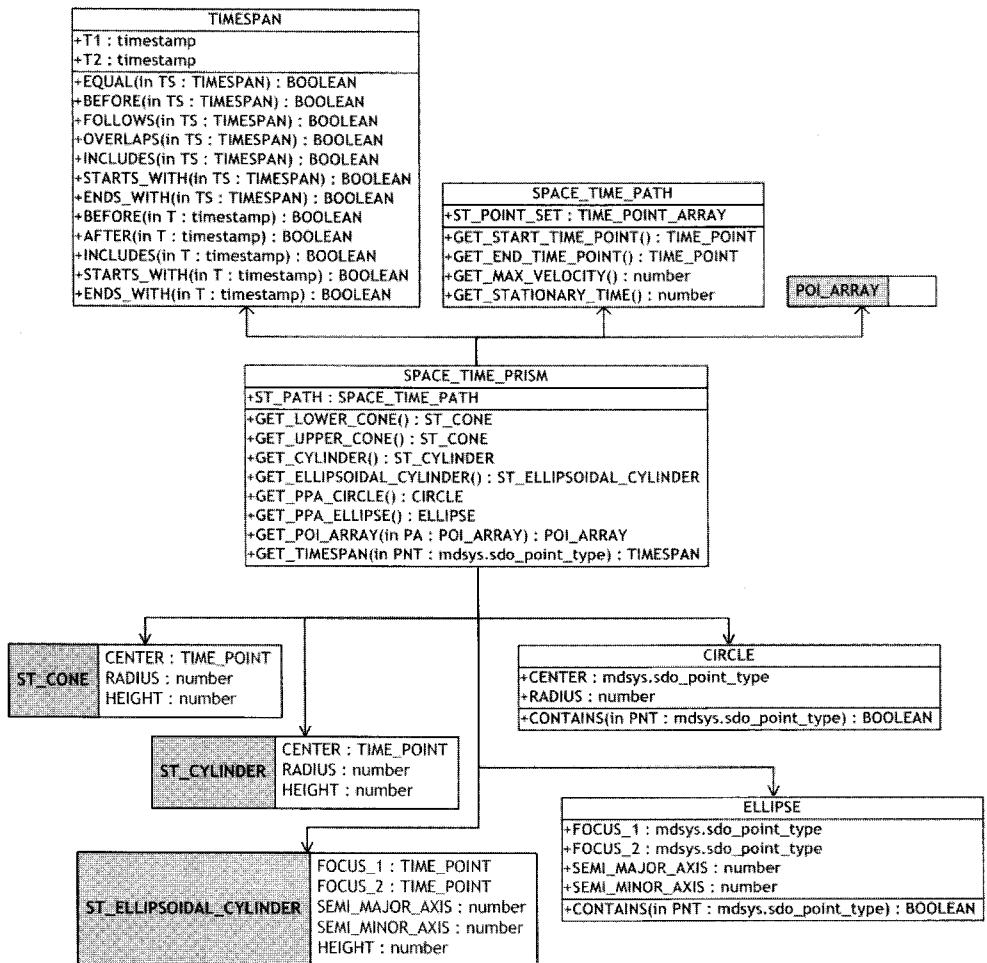 TIMESPAN
+T1 : timestamp
+T2 : timestamp
+EQUAL(in TS : TIMESPAN) : BOOLEAN
+BEFORE(in TS : TIMESPAN) : BOOLEAN
+FOLLOWS(in TS : TIMESPAN) : BOOLEAN
+OVERLAPS(in TS : TIMESPAN) : BOOLEAN
+INCLUDES(in TS : TIMESPAN) : BOOLEAN
+STARTS_WITH(in TS : TIMESPAN) : BOOLEAN
+ENDS_WITH(in TS : TIMESPAN) : BOOLEAN
+BEFORE(in T : timestamp) : BOOLEAN
+AFTER(in T : timestamp) : BOOLEAN
+INCLUDES(in T : timestamp) : BOOLEAN
+STARTS_WITH(in T : timestamp) : BOOLEAN
+ENDS_WITH(in T : timestamp) : BOOLEAN
SPACE_TIME_PATH
+ST_POINT_SET : TIME_POINT_ARRAY
+GET_START_TIME_POINT() : TIME_POINT
+GET_END_TIME_POINT() : TIME_POINT
+GET_MAX_VELOCITY() : number
+GET_STATIONARY_TIME() : number
POI_ARRAY
SPACE_TIME_PRISM
+ST_PATH : SPACE_TIME_PATH
+GET_LOWER_CONE() : ST_CONE
+GET_UPPER_CONE() : ST_CONE
+GET_CYLINDER() : ST_CYLINDER
+GET_ELLIPSOIDAL_CYLINDER() : ST_ELLIPSOIDAL_CYLINDER
+GET_PPA_CIRCLE() : CIRCLE
+GET_PPA_ELLIPSE() : ELLIPSE
+GET_POI_ARRAY(in PA : POI_ARRAY) : POI_ARRAY
+GET_TIMESPAN(in PNT : mdsys.sdo_point_type) : TIMESPAN
ST_CONE
CENTER : TIME_POINT
RADIUS : number
HEIGHT : number
CIRCLE
+CENTER : mdsys.sdo_point_type
+RADIUS : number
+CONTAINS(in PNT : mdsys.sdo_point_type) : BOOLEAN
ST_CYLINDER
CENTER : TIME_POINT
RADIUS : number
HEIGHT : number
ELLIPSE
+FOCUS_1 : mdsys.sdo_point_type
+FOCUS_2 : mdsys.sdo_point_type
+SEMI_MAJOR_AXIS : number
+SEMI_MINOR_AXIS : number
+CONTAINS(in PNT : mdsys.sdo_point_type) : BOOLEAN
ST_ELLIPSOIDAL_CYLINDER
FOCUS_1 : TIME_POINT
FOCUS_2 : TIME_POINT
SEMI_MAJOR_AXIS : number
SEMI_MINOR_AXIS : number
HEIGHT : number